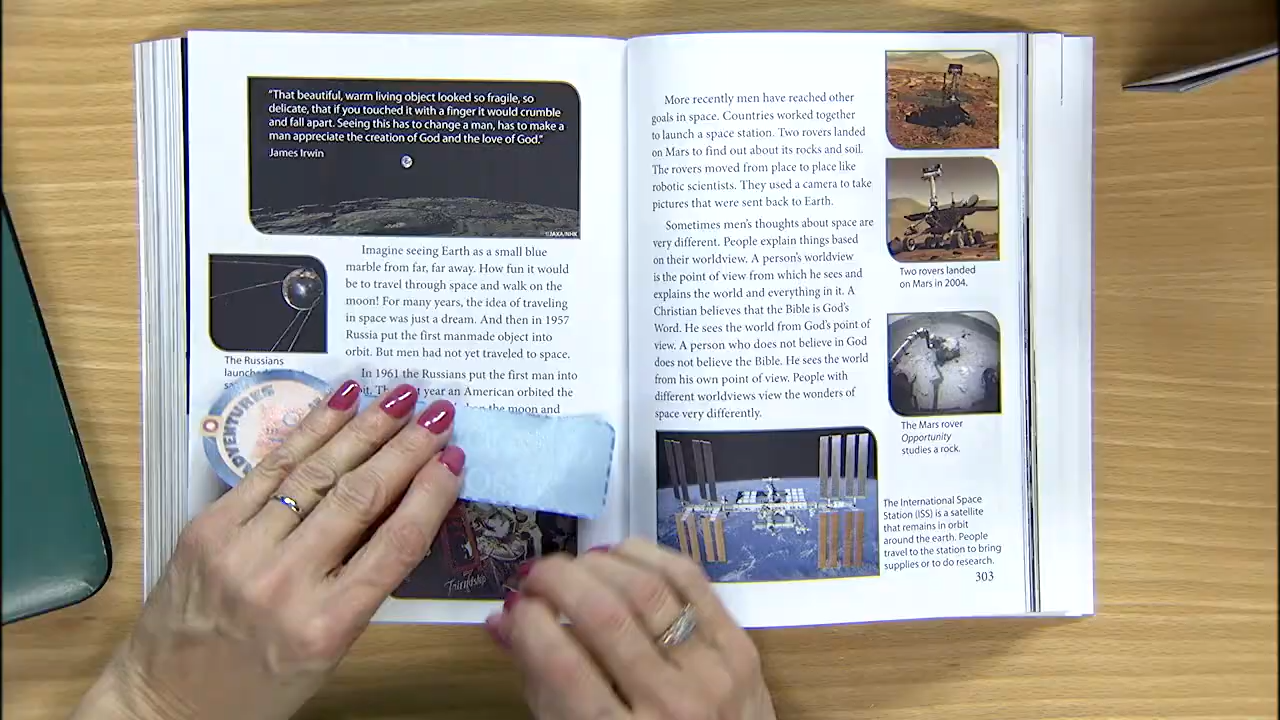 "That beautiful, warm living object looked so fragile, so
delicate, that if you touched it with a finger it would crumble
and fall apart. Seeing this has to change a man, has to make a
man appreciate the creation of God and the love of God."
James Irwin
©JAXA/NHK
Imagine seeing Earth as a small blue
marble from far, far away. How fun it would
be to travel through space and walk on the
moon! For many years, the idea of traveling
in space was just a dream. And then in 1957
Russia put the first manmade object into
orbit. But men had not yet traveled to space.
The Russians
In 1961 the Russians put the first man into
year an American orbited the
the moon and
ADVENTURES
Friendship
More recently men have reached other
goals in space. Countries worked together
to launch a space station. Two rovers landed
on Mars to find out about its rocks and soil.
The rovers moved from place to place like
robotic scientists. They used a camera to take
pictures that were sent back to Earth.
Sometimes men's thoughts about space are
very different. People explain things based
on their worldview. A person's worldview
is the point of view from which he sees and
explains the world and everything in it. A
Christian believes that the Bible is God's
Word. He sees the world from God's point of
view. A person who does not believe in God
does not believe the Bible. He sees the world
from his own point of view. People with
different worldviews view the wonders of
space very differently.
Two rovers landed
on Mars in 2004.
The Mars rover
Opportunity
studies a rock.
The International Space
Station (ISS) is a satellite
that remains in orbit
around the earth. People
travel to the station to bring
supplies or to do research.
303